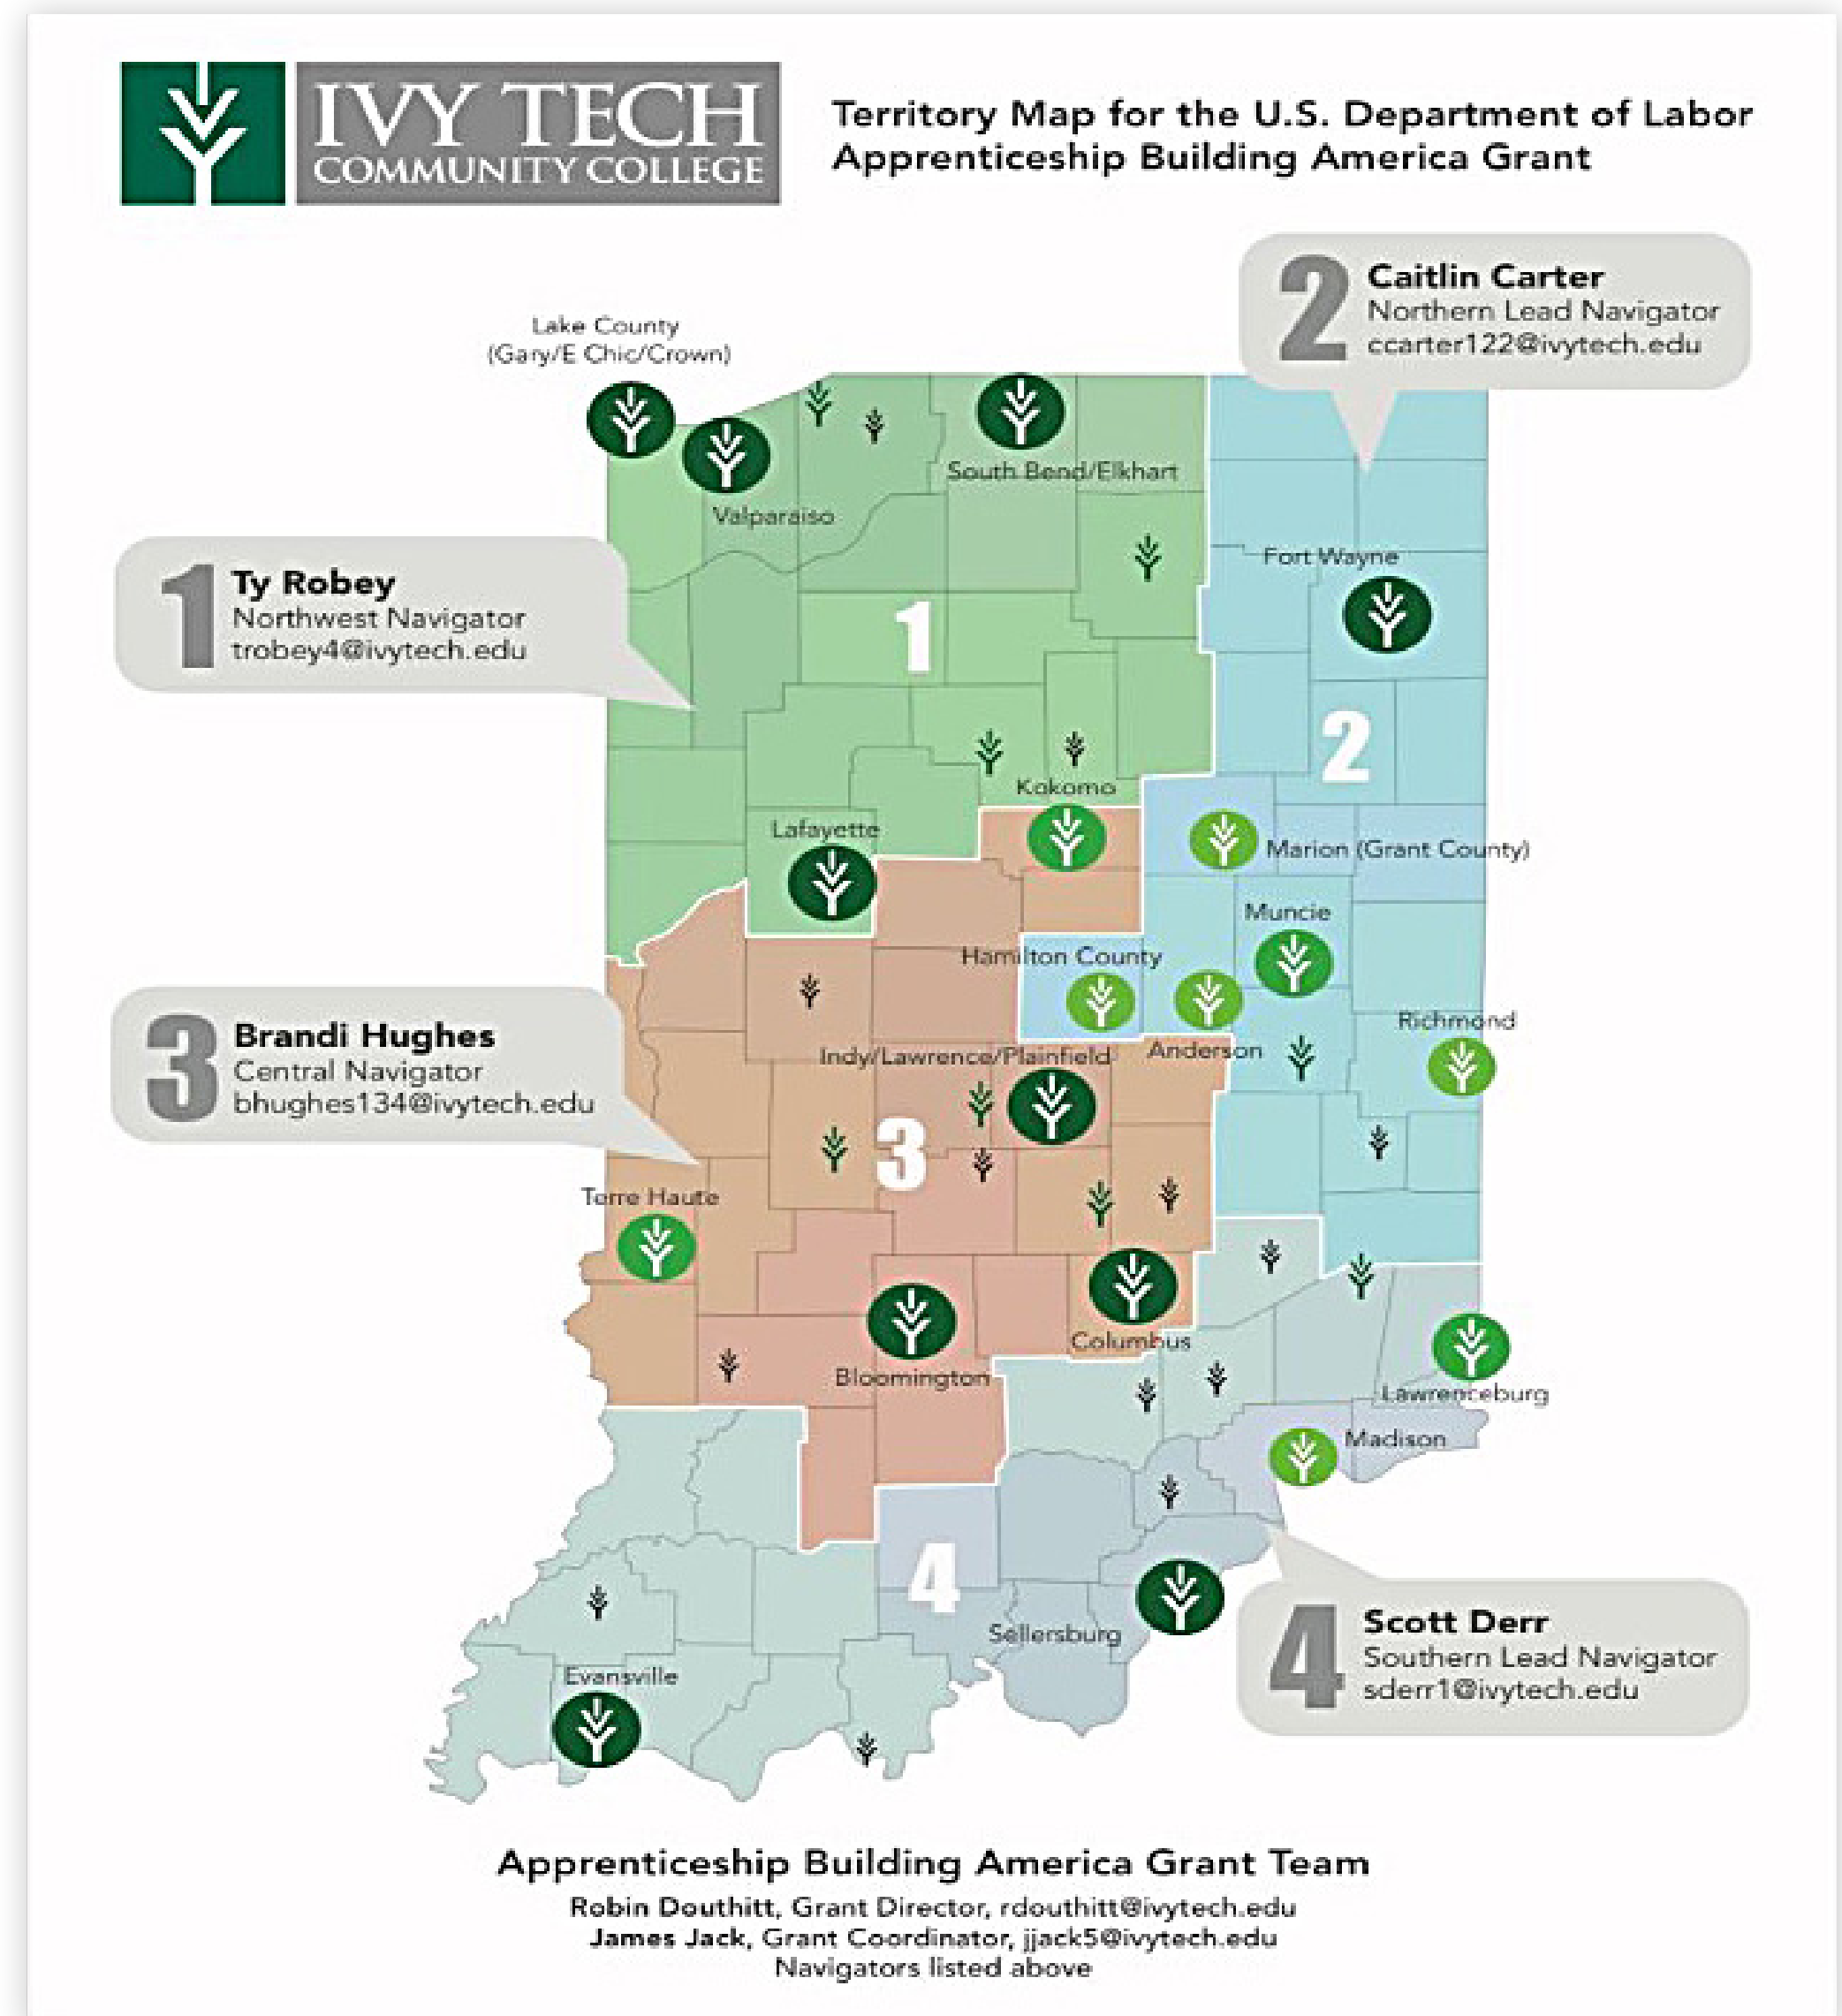 IVY TECH
COMMUNITY COLLEGE
Territory Map for the U.S. Department of Labor
Apprenticeship Building America Grant
2
Caitlin Carter
Northern Lead Navigator
ccarter122@ivytech.edu
Lake County
(Gary/E Chic/Crown)
South Bend/Elkhart
Valparaiso
Fort Wayne
1
Ty Robey
Northwest Navigator
trobey4@ivytech.edu
1
2
Kokomo
Lafayette
Marion (Grant County)
Muncie
Hamilton County
Richmond
3
Brandi Hughes
Central Navigator
bhughes134@ivytech.edu
Indy/Lawrence/Plainfield
Anderson
3
Terre Haute
Columbus
Bloomington
Lawrenceburg
Madison
4
Sellersburg
4
Scott Derr
Southern Lead Navigator
sderr1@ivytech.edu
Evansville
Apprenticeship Building America Grant Team
Robin Douthitt, Grant Director, rdouthitt@ivytech.edu
James Jack, Grant Coordinator, jjack5@ivytech.edu
Navigators listed above